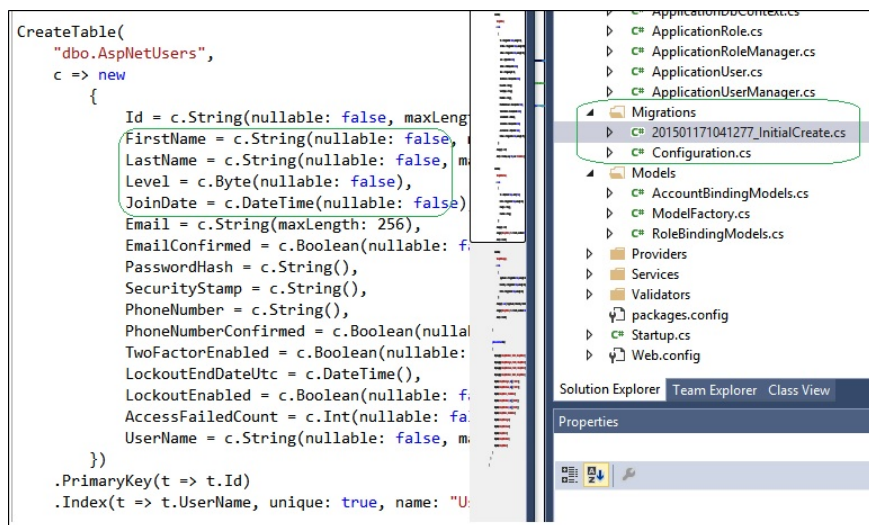 CreateTable(
"dbo.AspNetUsers",
c => new
{
Id = c.String(nullable: false, maxLeng
FirstName = c.String(nullable: false,
LastName = c.String(nullable: false, ma
Level = c.Byte(nullable: false),
JoinDate = c.DateTime(nullable: false)
Email = c.String(maxLength: 256),
EmailConfirmed = c.Boolean(nullable: fa
PasswordHash = c.String(),
SecurityStamp = c.String(),
PhoneNumber = c.String(),
PhoneNumberConfirmed = c.Boolean(nullab
TwoFactorEnabled = c.Boolean(nullable:
LockoutEndDateUtc = c.DateTime(),
LockoutEnabled = c.Boolean(nullable: fa
AccessFailedCount = c.Int(nullable: fal
UserName = c.String(nullable: false, ma
})
.PrimaryKey(t => t.Id)
.Index(t => t.UserName, unique: true, name: "Us
ApplicationDbContext.cs
C# ApplicationRole.cs
C# ApplicationRoleManager.cs
C# ApplicationUser.cs
C# ApplicationUserManager.cs
Migrations
C# 201501171041277_InitialCreate.cs
C# Configuration.cs
Models
C# AccountBindingModels.cs
C# ModelFactory.cs
C# RoleBindingModels.cs
Providers
Services
Validators
packages.config
C# Startup.cs
Web.config
Solution Explorer Team Explorer Class View
Properties